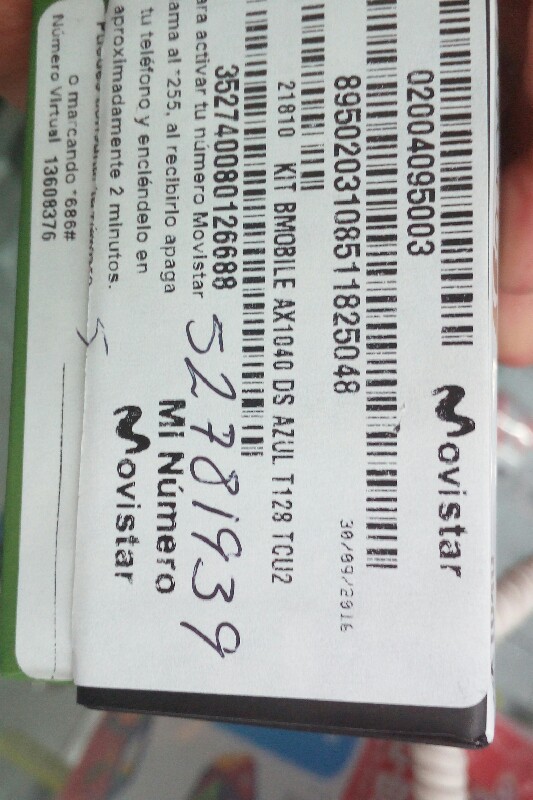 02004095003
Movistar
8950203108511825048
30/09/2016
21810 KIT BMOBILE AX1040 DS AZUL T128 TCU2
352740080126688
ara activar tu número Movistar
ama al *255, al recibirlo apaga
tu teléfono y enciéndelo en
aproximadamente 2 minutos.
52781939
Mi Número
Movistar
5
o marcando *686#
Número Virtual 13608376